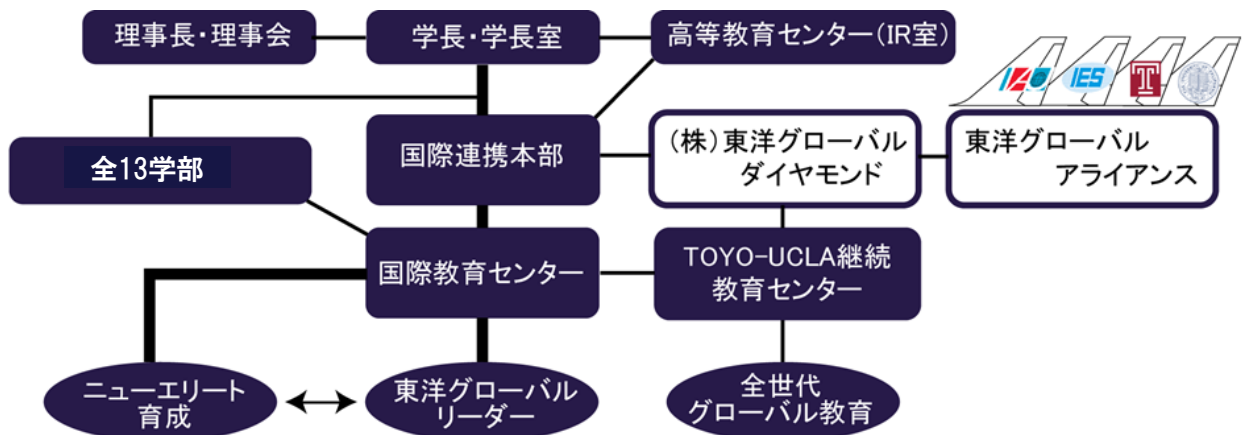 理事長・理事会
学長・学長室
高等教育センター(IR室)
IES
T
全13学部
国際連携本部
(株)東洋グローバル
ダイヤモンド
東洋グローバル
アライアンス
国際教育センター
TOYO-UCLA継続
教育センター
ニューエリート
育成
東洋グローバル
リーダー
全世代
グローバル教育